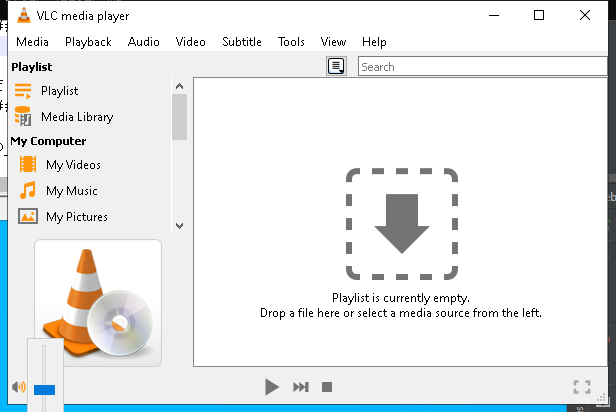 VLC media player
Media Playback Audio Video Subtitle Tools View Help
Playlist
Search
Playlist
Media Library
My Computer
My Videos
My Music
My Pictures
Playlist is currently empty.
Drop a file here or select a media source from the left.